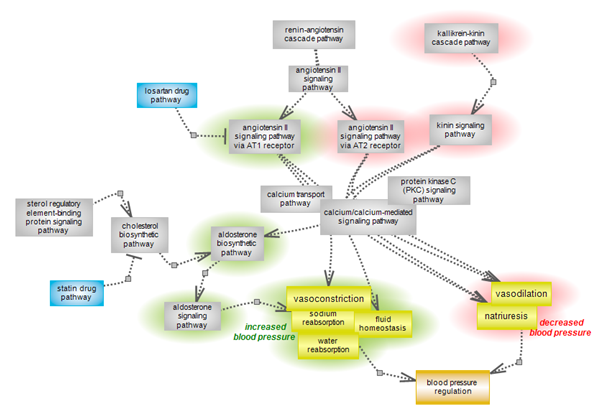 renin-angiotensin
cascade pathway
kallikrein-kinin
cascade pathway
angiotensin II
signaling
pathway
losartan drug
pathway
angiotensin II
signaling pathway
via AT1 receptor
angiotensin II
signaling pathway
via AT2 receptor
kinin signaling
pathway
calcium transport
pathway
protein kinase C
(PKC) signaling
pathway
sterol regulatory
element-binding
protein signaling
pathway
cholesterol
biosynthetic
pathway
aldosterone
biosynthetic
pathway
calcium/calcium-mediated
signaling pathway
statin drug
pathway
aldosterone
signaling
pathway
vasoconstriction
sodium
reabsorption
fluid
homeostasis
water
reabsorption
increased
blood pressure
vasodilation
natriuresis
decreased
blood pressure
blood pressure
regulation